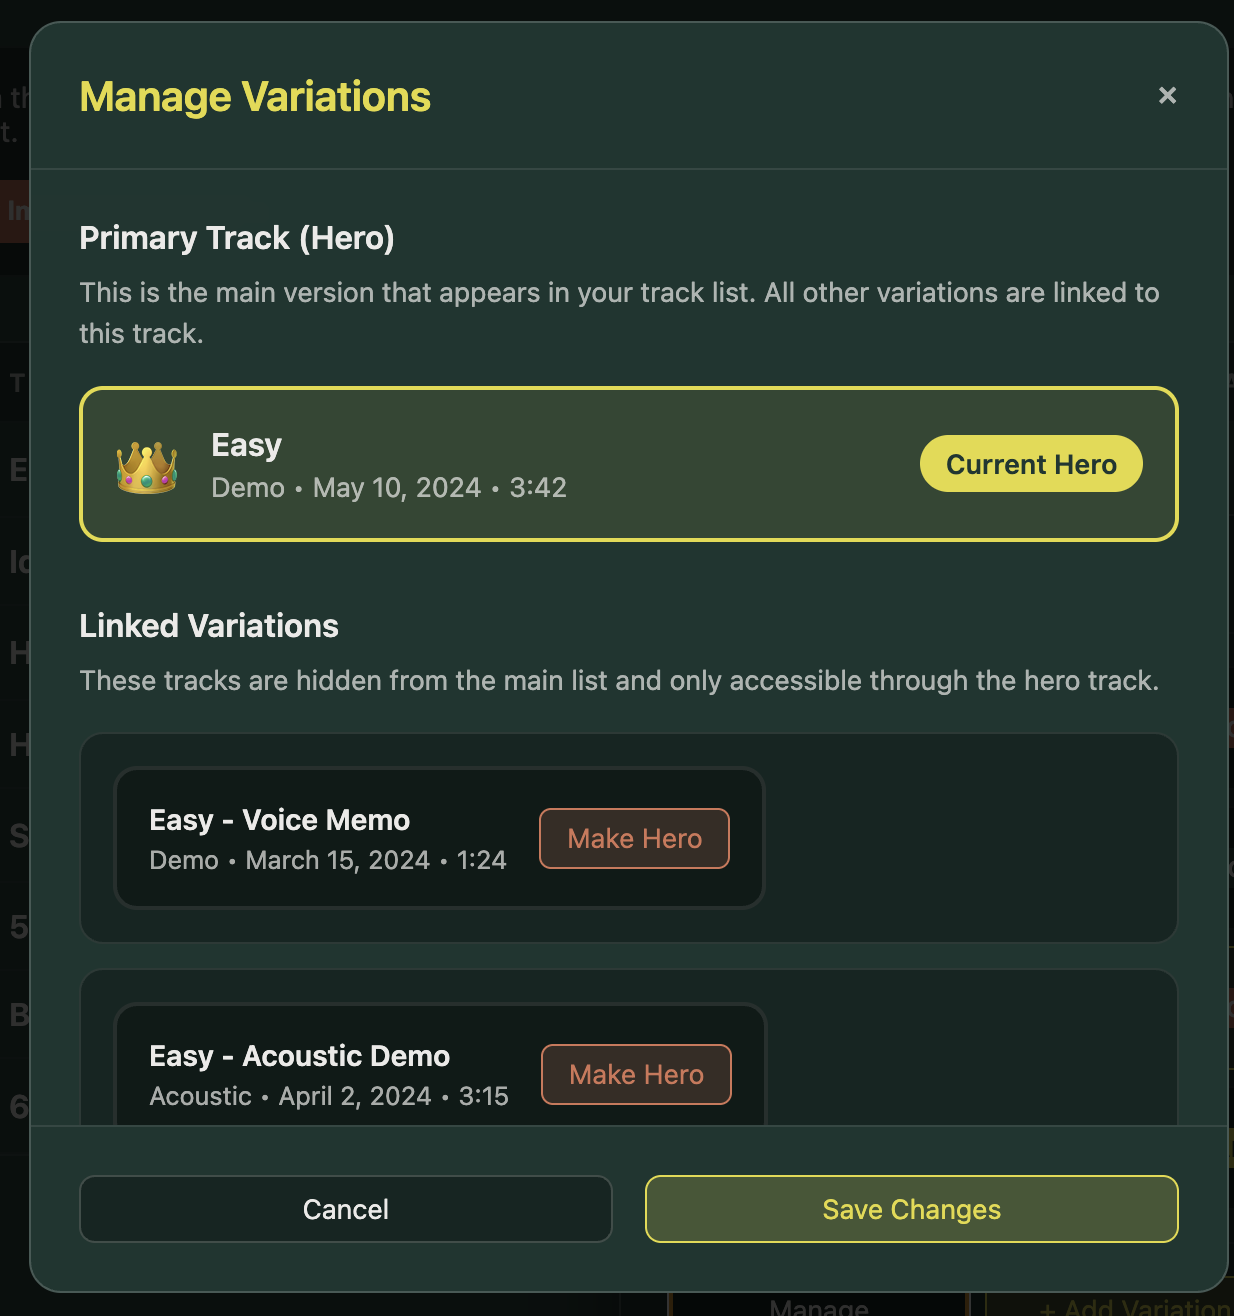 Manage Variations
×
Primary Track (Hero)
This is the main version that appears in your track list. All other variations are linked to
this track.
Easy
Demo • May 10, 2024 • 3:42
Current Hero
Linked Variations
These tracks are hidden from the main list and only accessible through the hero track.
Easy - Voice Memo
Demo • March 15, 2024 • 1:24
Make Hero
Easy - Acoustic Demo
Acoustic • April 2, 2024 • 3:15
Make Hero
Cancel
Save Changes
Manage
+ Add Variation